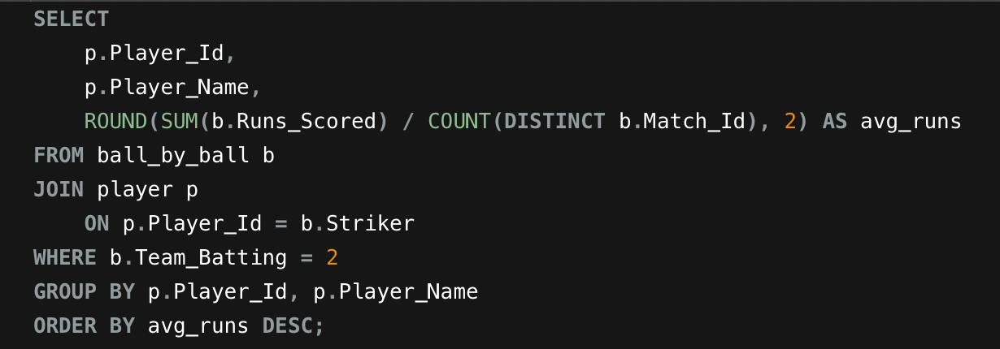 SELECT
    p.Player_Id,
    p.Player_Name,
    ROUND(SUM(b.Runs_Scored) / COUNT(DISTINCT b.Match_Id), 2) AS avg_runs
FROM ball_by_ball b
JOIN player p
    ON p.Player_Id = b.Striker
WHERE b.Team_Batting = 2
GROUP BY p.Player_Id, p.Player_Name
ORDER BY avg_runs DESC;